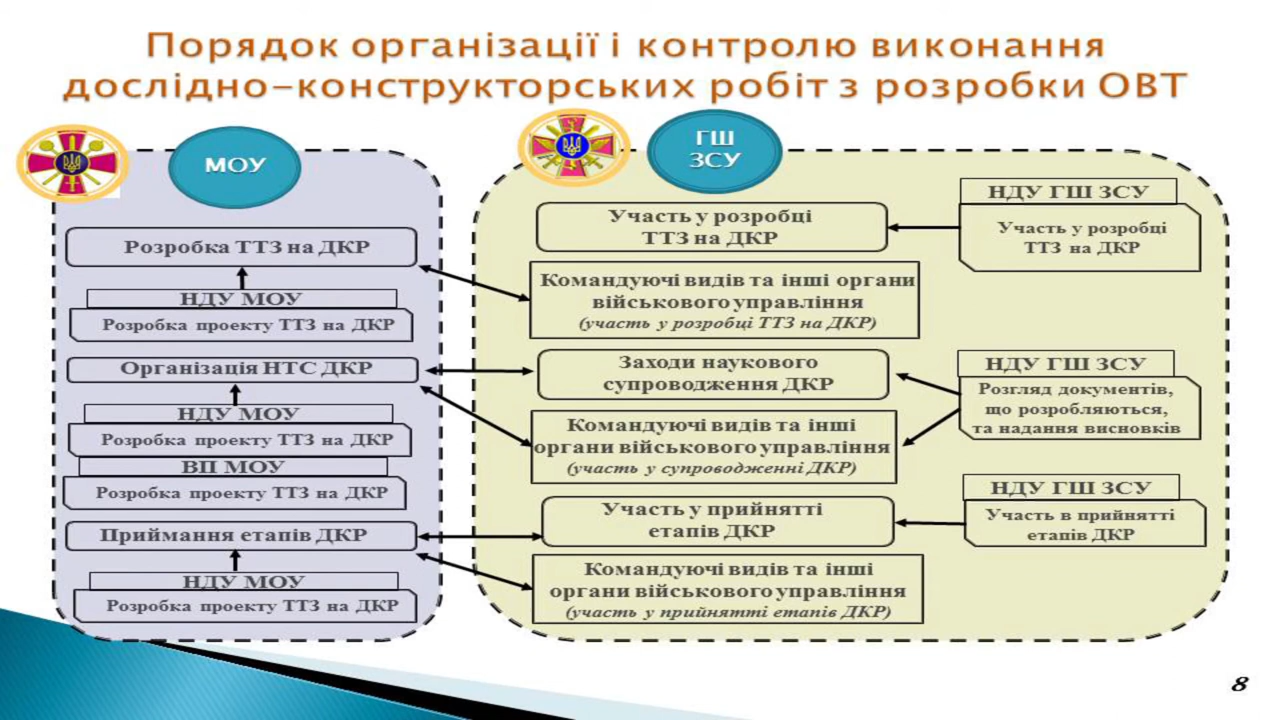 Порядок організації і контролю виконання
дослідно-конструкторських робіт з розробки ОВТ
МОУ
Розробка ТТЗ на ДКР
НДУ МОУ
Розробка проекту ТТЗ на ДКР
Організація НТС ДКР
НДУ МОУ
Розробка проекту ТТЗ на ДКР
ВП МОУ
Розробка проекту ТТЗ на ДКР
Приймання етапів ДКР
НДУ МОУ
Розробка проекту ТТЗ на ДКР
ГШ
ЗСУ
Участь у розробці
ТТЗ на ДКР
Командуючі видів та інші органи
військового управління
(участь у розробці ТТЗ на ДКР)
Заходи наукового
супроводження ДКР
Командуючі видів та інші
органи військового управління
(участь у супроводженні ДКР)
Участь у прийнятті
етапів ДКР
Командуючі видів та інші
органи військового управління
(участь у прийнятті етапів ДКР)
НДУ ГШ ЗСУ
Участь у розробці
ТТЗ на ДКР
НДУ ГШ ЗСУ
Розгляд документів,
що розробляються,
та надання висновків
НДУ ГШ ЗСУ
Участь в прийнятті
етапів ДКР
8